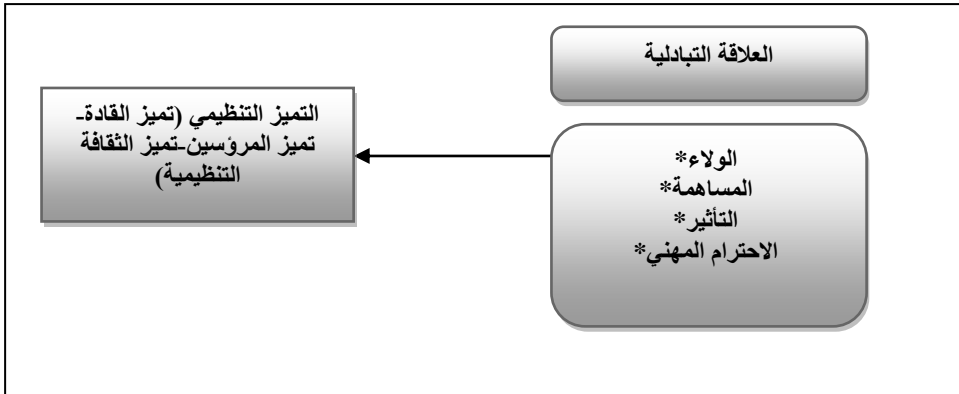 العلاقة التبادلية
*الولاء
*المساهمة
*التأثير
*الاحترام المهني
التميز التنظيمي (تميز القادة-
تميز المرؤسين-تميز الثقافة
التنظيمية)